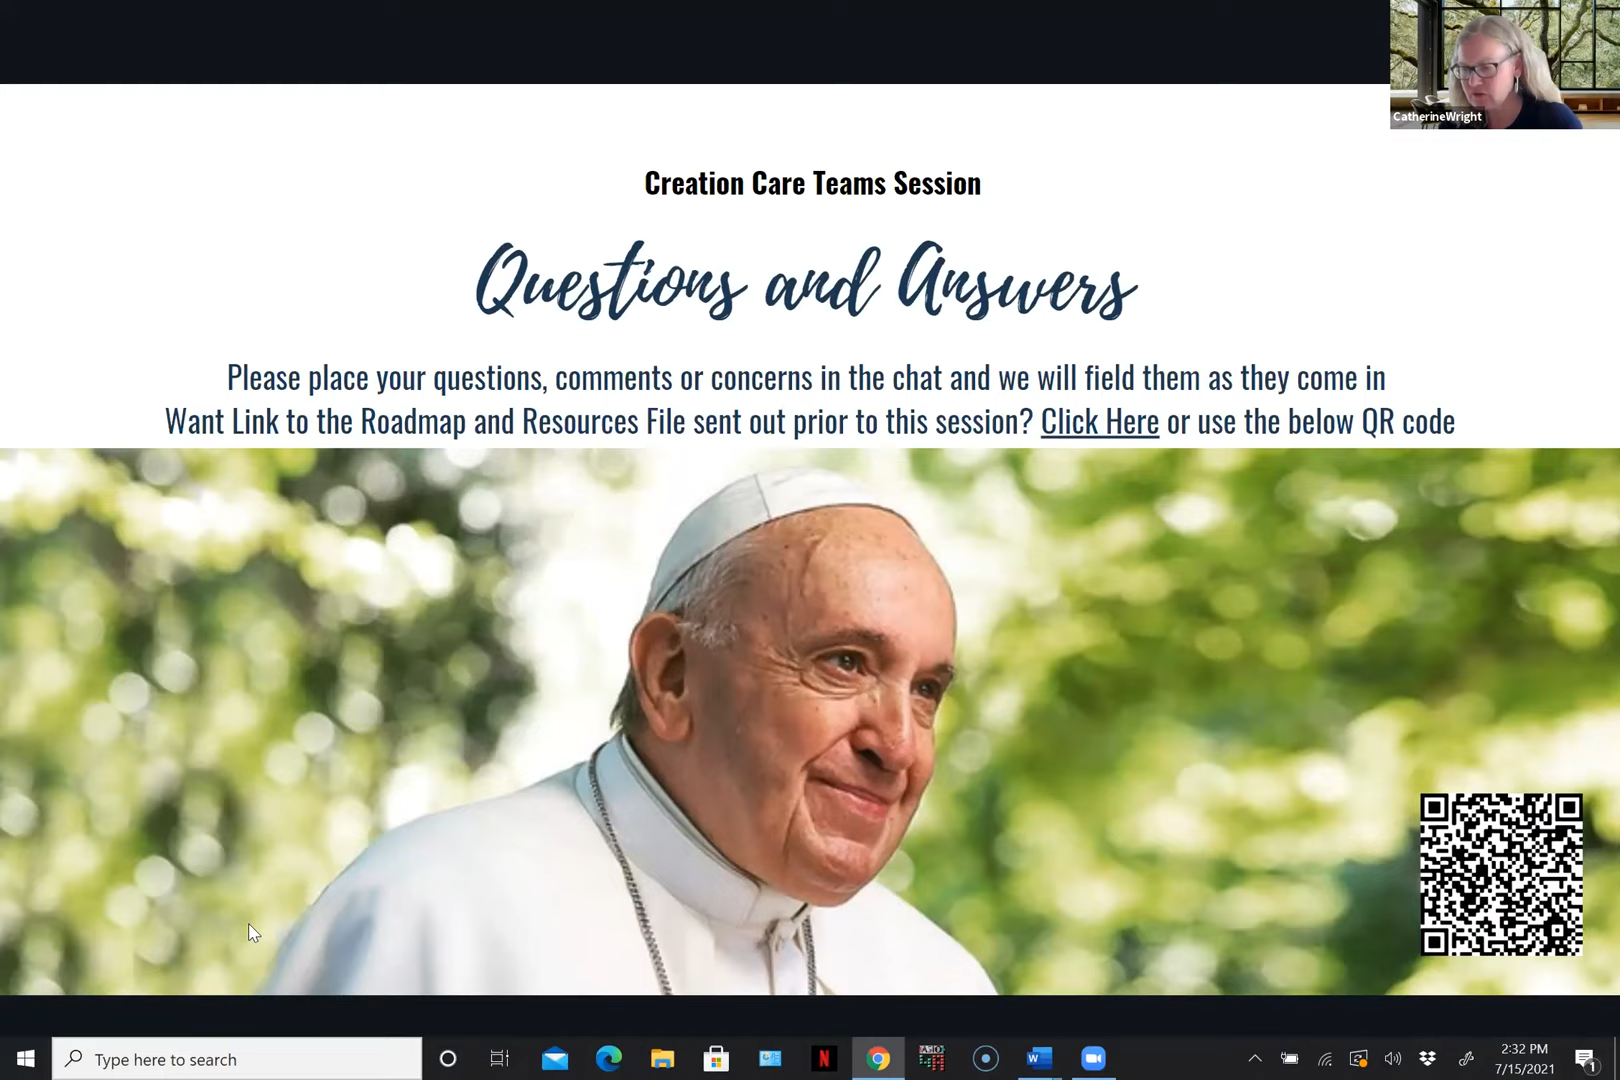 CatherineWright
Creation Care Teams Session
Questions and Answers
Please place your questions, comments or concerns in the chat and we will field them as they come in
Want Link to the Roadmap and Resources File sent out prior to this session? Click Here or use the below QR code
Type here to search
2:32 PM
7/15/2021
1